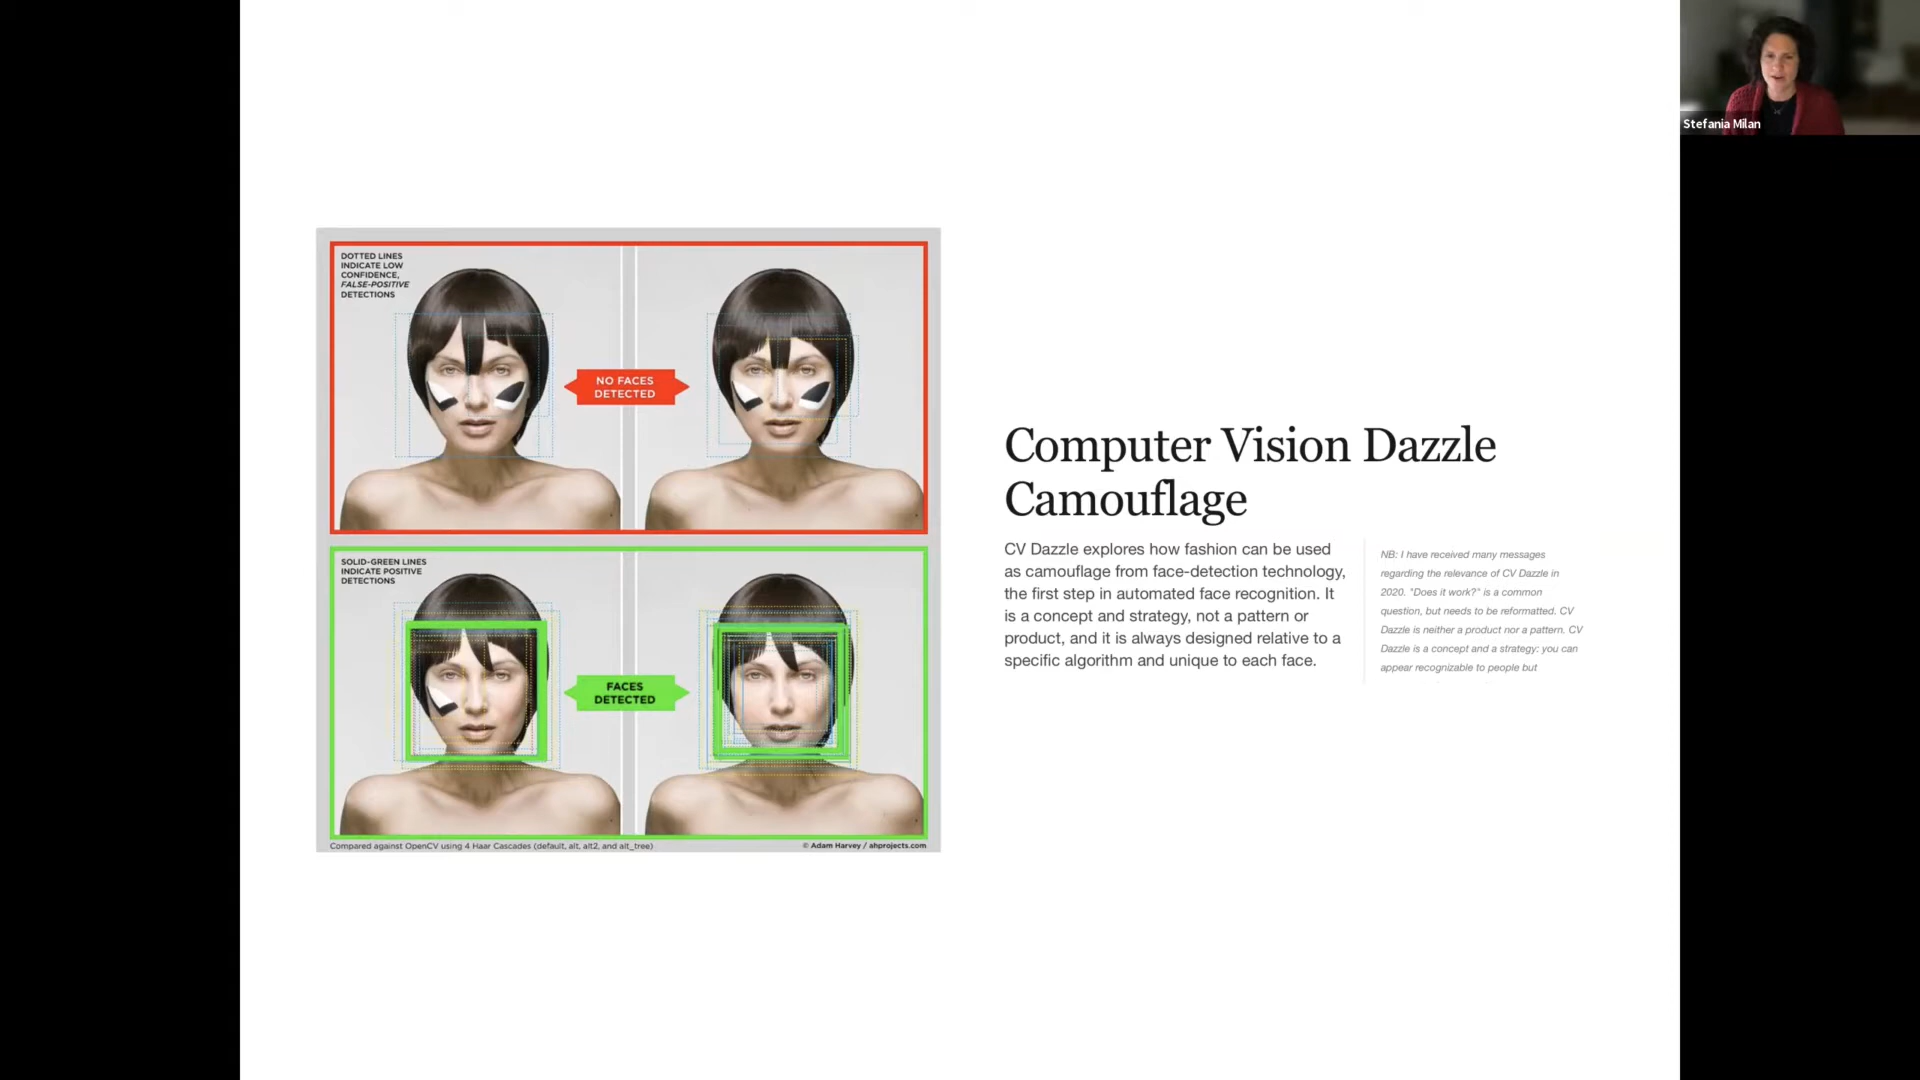 DOTTED LINES
INDICATE LOW
CONFIDENCE,
FALSE-POSITIVE
DETECTIONS
NO FACES
DETECTED
SOLID-GREEN LINES
INDICATE POSITIVE
DETECTIONS
FACES
DETECTED
Compared against OpenCV using 4 Haar Cascades (default, alt, alt2, and alt_tree)
© Adam Harvey / ahprojects.com
Computer Vision Dazzle
Camouflage
CV Dazzle explores how fashion can be used
as camouflage from face-detection technology,
the first step in automated face recognition. It
is a concept and strategy, not a pattern or
product, and it is always designed relative to a
specific algorithm and unique to each face.
NB: I have received many messages
regarding the relevance of CV Dazzle in
2020. "Does it work?" is a common
question, but needs to be reformatted. CV
Dazzle is neither a product nor a pattern. CV
Dazzle is a concept and a strategy: you can
appear recognizable to people but
Stefania Milan